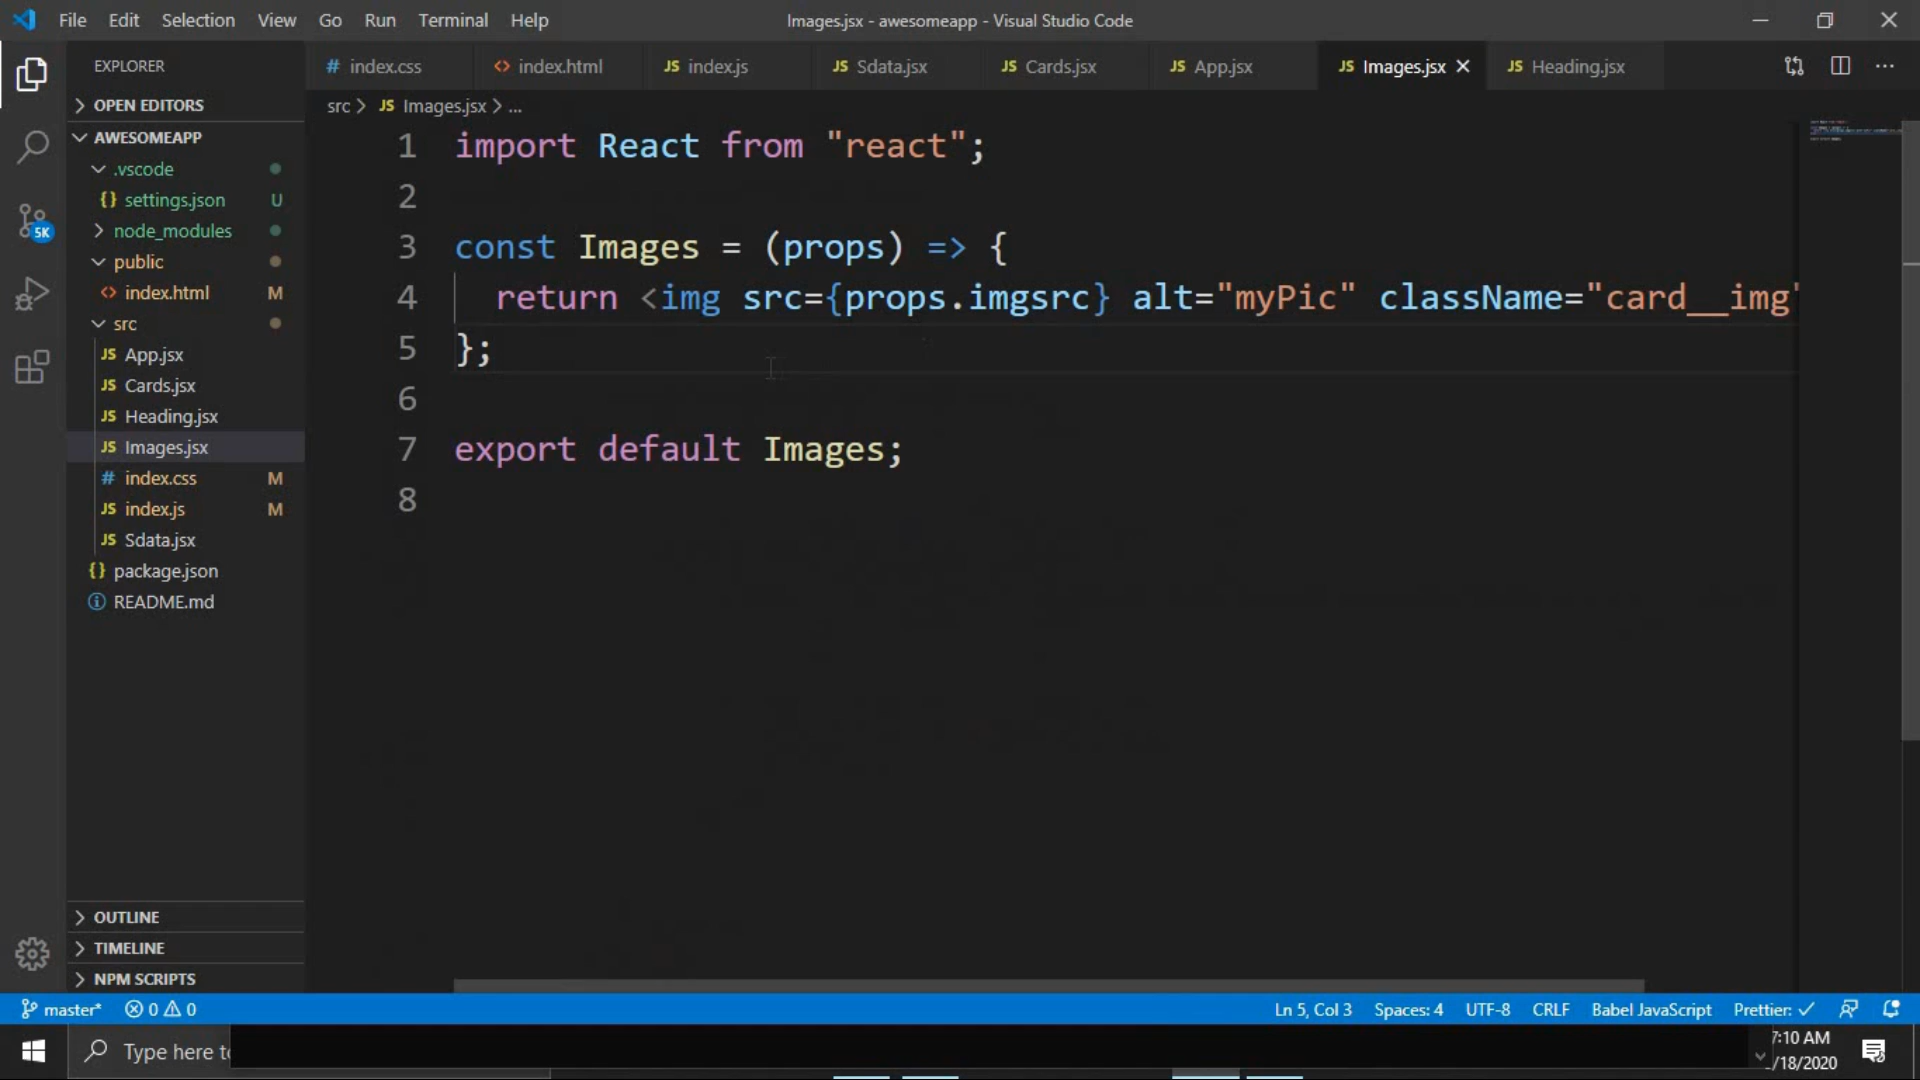 File Edit Selection View Go Run Terminal Help
Images.jsx - awesomeapp - Visual Studio Code
EXPLORER
# index.css
<> index.html
JS index.js
JS Sdata.jsx
JS Cards.jsx
JS App.jsx
JS Images.jsx
JS Heading.jsx
OPEN EDITORS
AWESOMEAPP
.vscode
{} settings.json U
node_modules
public
<> index.html M
src
JS App.jsx
JS Cards.jsx
JS Heading.jsx
JS Images.jsx
# index.css M
JS index.js M
JS Sdata.jsx
{} package.json
README.md
5K
OUTLINE
TIMELINE
NPM SCRIPTS
src > JS Images.jsx > ...
1 import React from "react";
2
3 const Images = (props) => {
4 return <img src={props.imgsrc} alt="myPic" className="card__img"
5 };
6
7 export default Images;
8
master* 0 0
Ln 5, Col 3 Spaces: 4 UTF-8 CRLF Babel JavaScript Prettier: ✓
Type here
7:10 AM
/18/2020